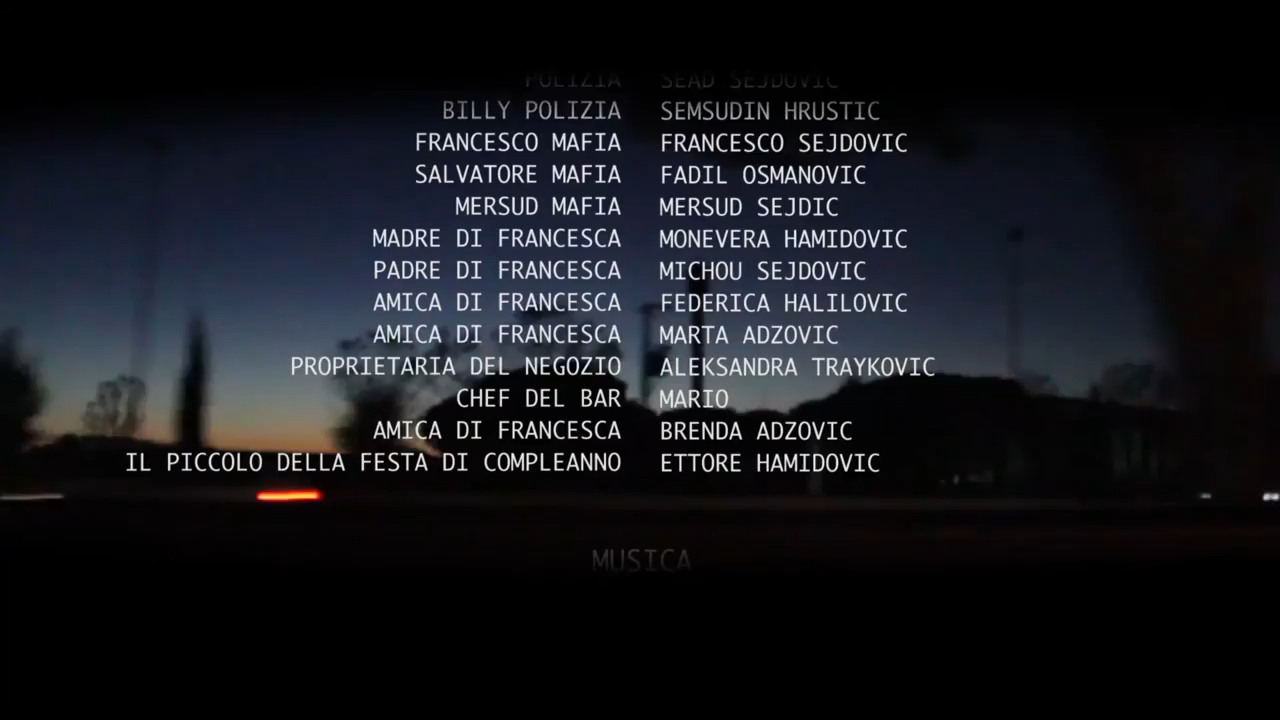 POLIZIA SEAD SEJDOVIC
BILLY POLIZIA SEMSUDIN HRUSTIC
FRANCESCO MAFIA FRANCESCO SEJDOVIC
SALVATORE MAFIA FADIL OSMANOVIC
MERSUD MAFIA MERSUD SEJDIC
MADRE DI FRANCESCA MONEVERA HAMIDOVIC
PADRE DI FRANCESCA MICHOU SEJDOVIC
AMICA DI FRANCESCA FEDERICA HALILOVIC
AMICA DI FRANCESCA MARTA ADZOVIC
PROPRIETARIA DEL NEGOZIO ALEKSANDRA TRAYKOVIC
CHEF DEL BAR MARIO
AMICA DI FRANCESCA BRENDA ADZOVIC
IL PICCOLO DELLA FESTA DI COMPLEANNO ETTORE HAMIDOVIC
MUSICA